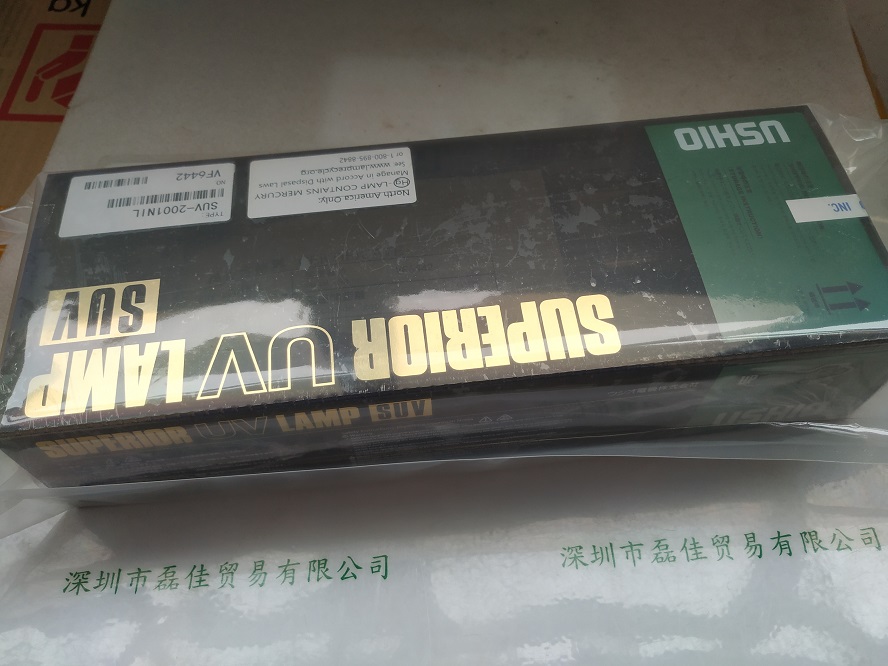 kg
USHIO
INC.
North America Only:
Hg -LAMP CONTAINS MERCURY
Manage in Accord with Disposal Laws
See www.lamprecycle.org
or 1-800-895-8842
TYPE:
SUV-2001NIL
NO
VF6442
SUPERIOR UV LAMP
SUV
SUPERIOR UV LAMP SUV
USHIO
深圳市磊佳贸易有限公司
深圳市磊佳贸易有限公司